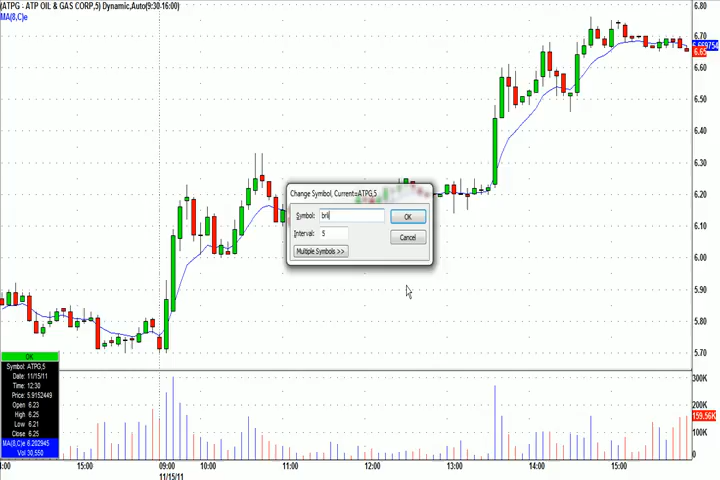 (ATPG - ATP OIL & GAS CORP,5) Dynamic,Auto(9:30-16:00)
MA(8,C)e
6.80
6.70
6.669754
6.65
6.60
6.50
6.40
6.30
6.20
6.10
6.00
5.90
5.80
5.70
Change Symbol, Current=ATPG,5
Symbol:
OK
Interval: 5
Cancel
Multiple Symbols >>
OK
Symbol: ATPG,5
Date: 11/15/11
Time: 12:30
Price: 5.9152449
Open 6.23
High 6.25
Low 6.21
Close 6.25
MA(8,C)e 6.202945
Vol 30,550
300K
200K
159.56K
100K
0
15:00 09:00 10:00 11:00 12:00 13:00 14:00 15:00
11/15/11